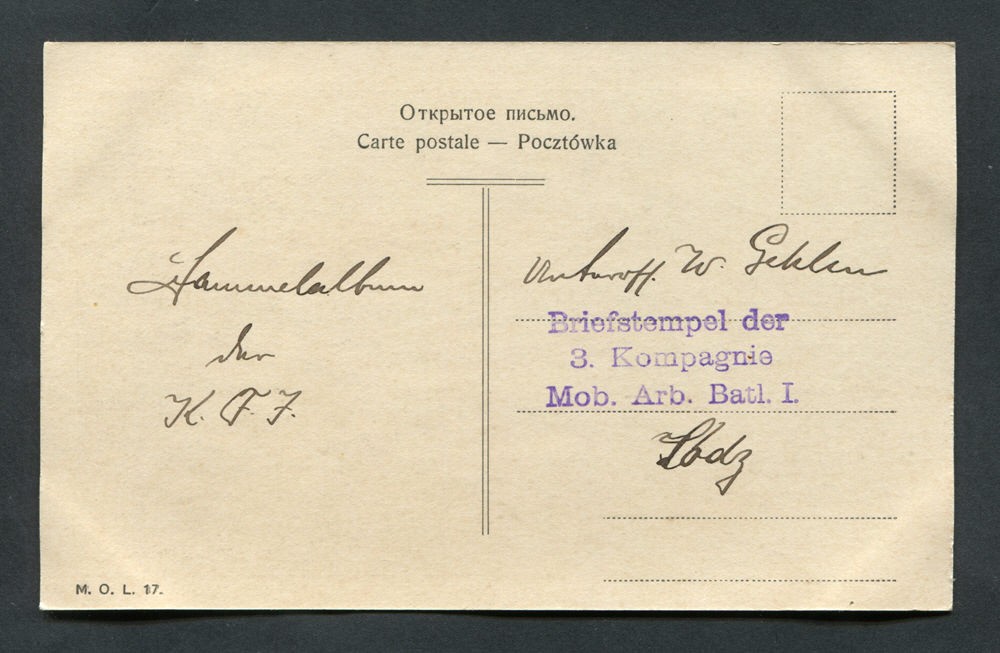 Открытое письмо.
Carte postale — Pocztówka
Sammelalbum
der
K. F. F.
Unteroff. W. Gehlen
Briefstempel der
3. Kompagnie
Mob. Arb. Batl. I.
Lodz
M. O. L. 17.